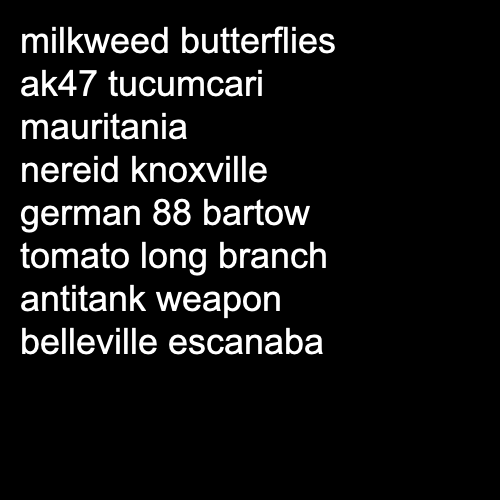 milkweed butterflies
ak47 tucumcari
mauritania
nereid knoxville
german 88 bartow
tomato long branch
antitank weapon
belleville escanaba